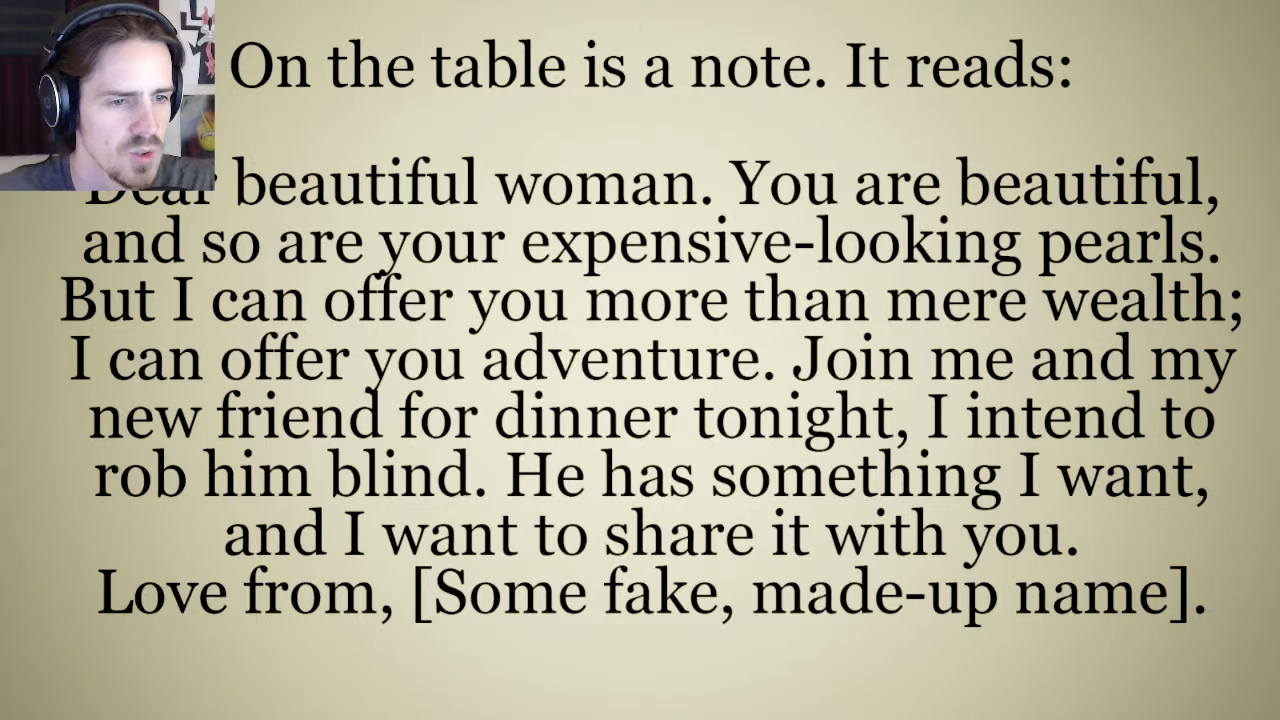 On the table is a note. It reads:
Dear beautiful woman. You are beautiful,
and so are your expensive-looking pearls.
But I can offer you more than mere wealth;
I can offer you adventure. Join me and my
new friend for dinner tonight, I intend to
rob him blind. He has something I want,
and I want to share it with you.
Love from, [Some fake, made-up name].